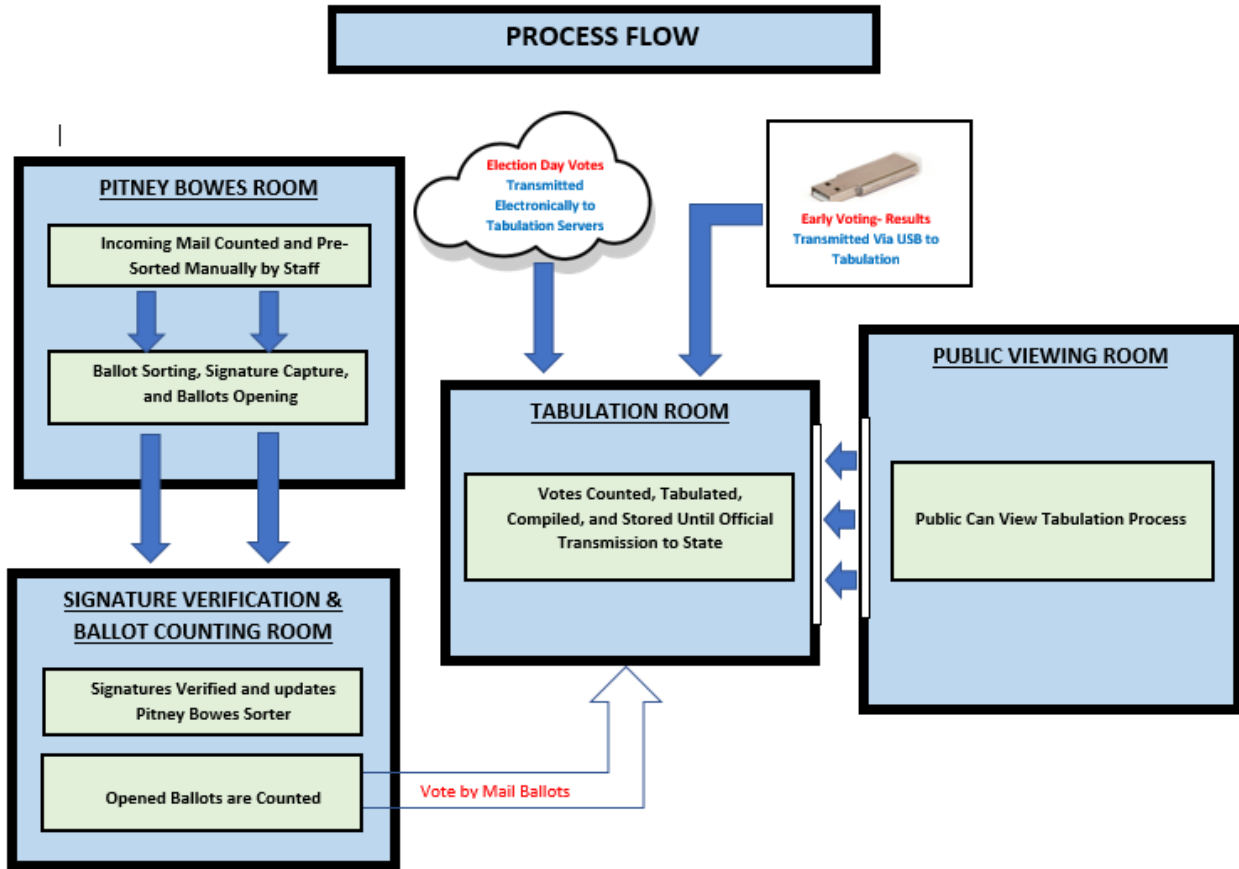 PROCESS FLOW
PITNEY BOWES ROOM
Incoming Mail Counted and Pre-
Sorted Manually by Staff
Ballot Sorting, Signature Capture,
and Ballots Opening
SIGNATURE VERIFICATION &
BALLOT COUNTING ROOM
Signatures Verified and updates
Pitney Bowes Sorter
Opened Ballots are Counted
Vote by Mail Ballots
Election Day Votes
Transmitted
Electronically to
Tabulation Servers
Early Voting- Results
Transmitted Via USB to
Tabulation
TABULATION ROOM
Votes Counted, Tabulated,
Compiled, and Stored Until Official
Transmission to State
PUBLIC VIEWING ROOM
Public Can View Tabulation Process